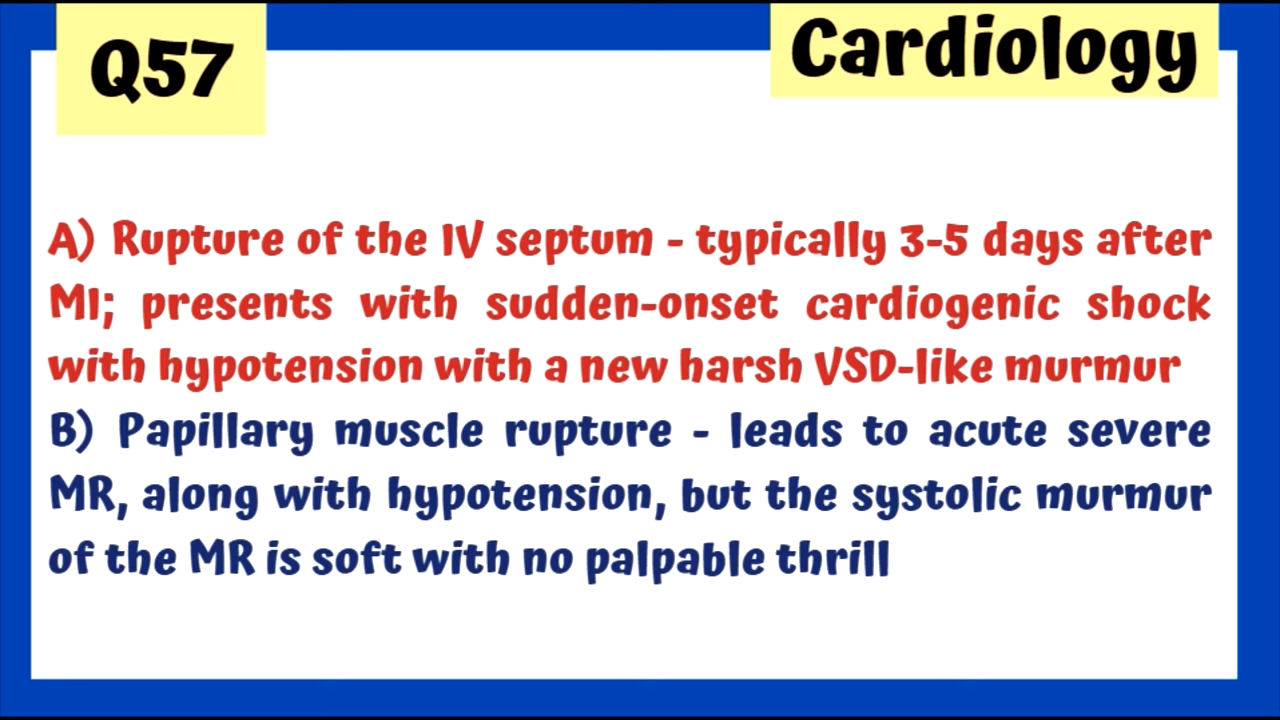 Q57
Cardiology
A) Rupture of the IV septum - typically 3-5 days after
MI; presents with sudden-onset cardiogenic shock
with hypotension with a new harsh VSD-like murmur
B) Papillary muscle rupture - leads to acute severe
MR, along with hypotension, but the systolic murmur
of the MR is soft with no palpable thrill